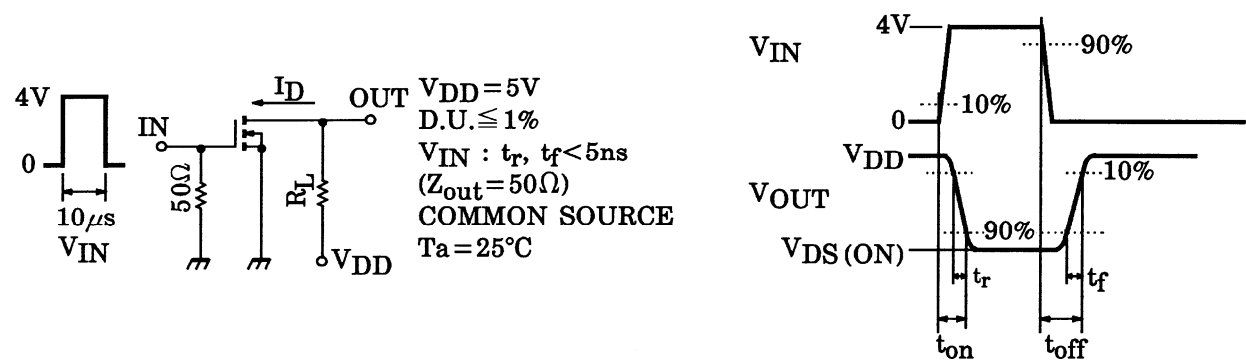 4V
0
10μs
VIN
IN
50Ω
ID
OUT
RL
VDD
VDD=5V
D.U.≦1%
VIN : tr, tf<5ns
(Zout=50Ω)
COMMON SOURCE
Ta=25°C
VIN
4V
90%
10%
0
VDD
10%
VOUT
90%
VDS (ON)
tr
tf
ton
toff